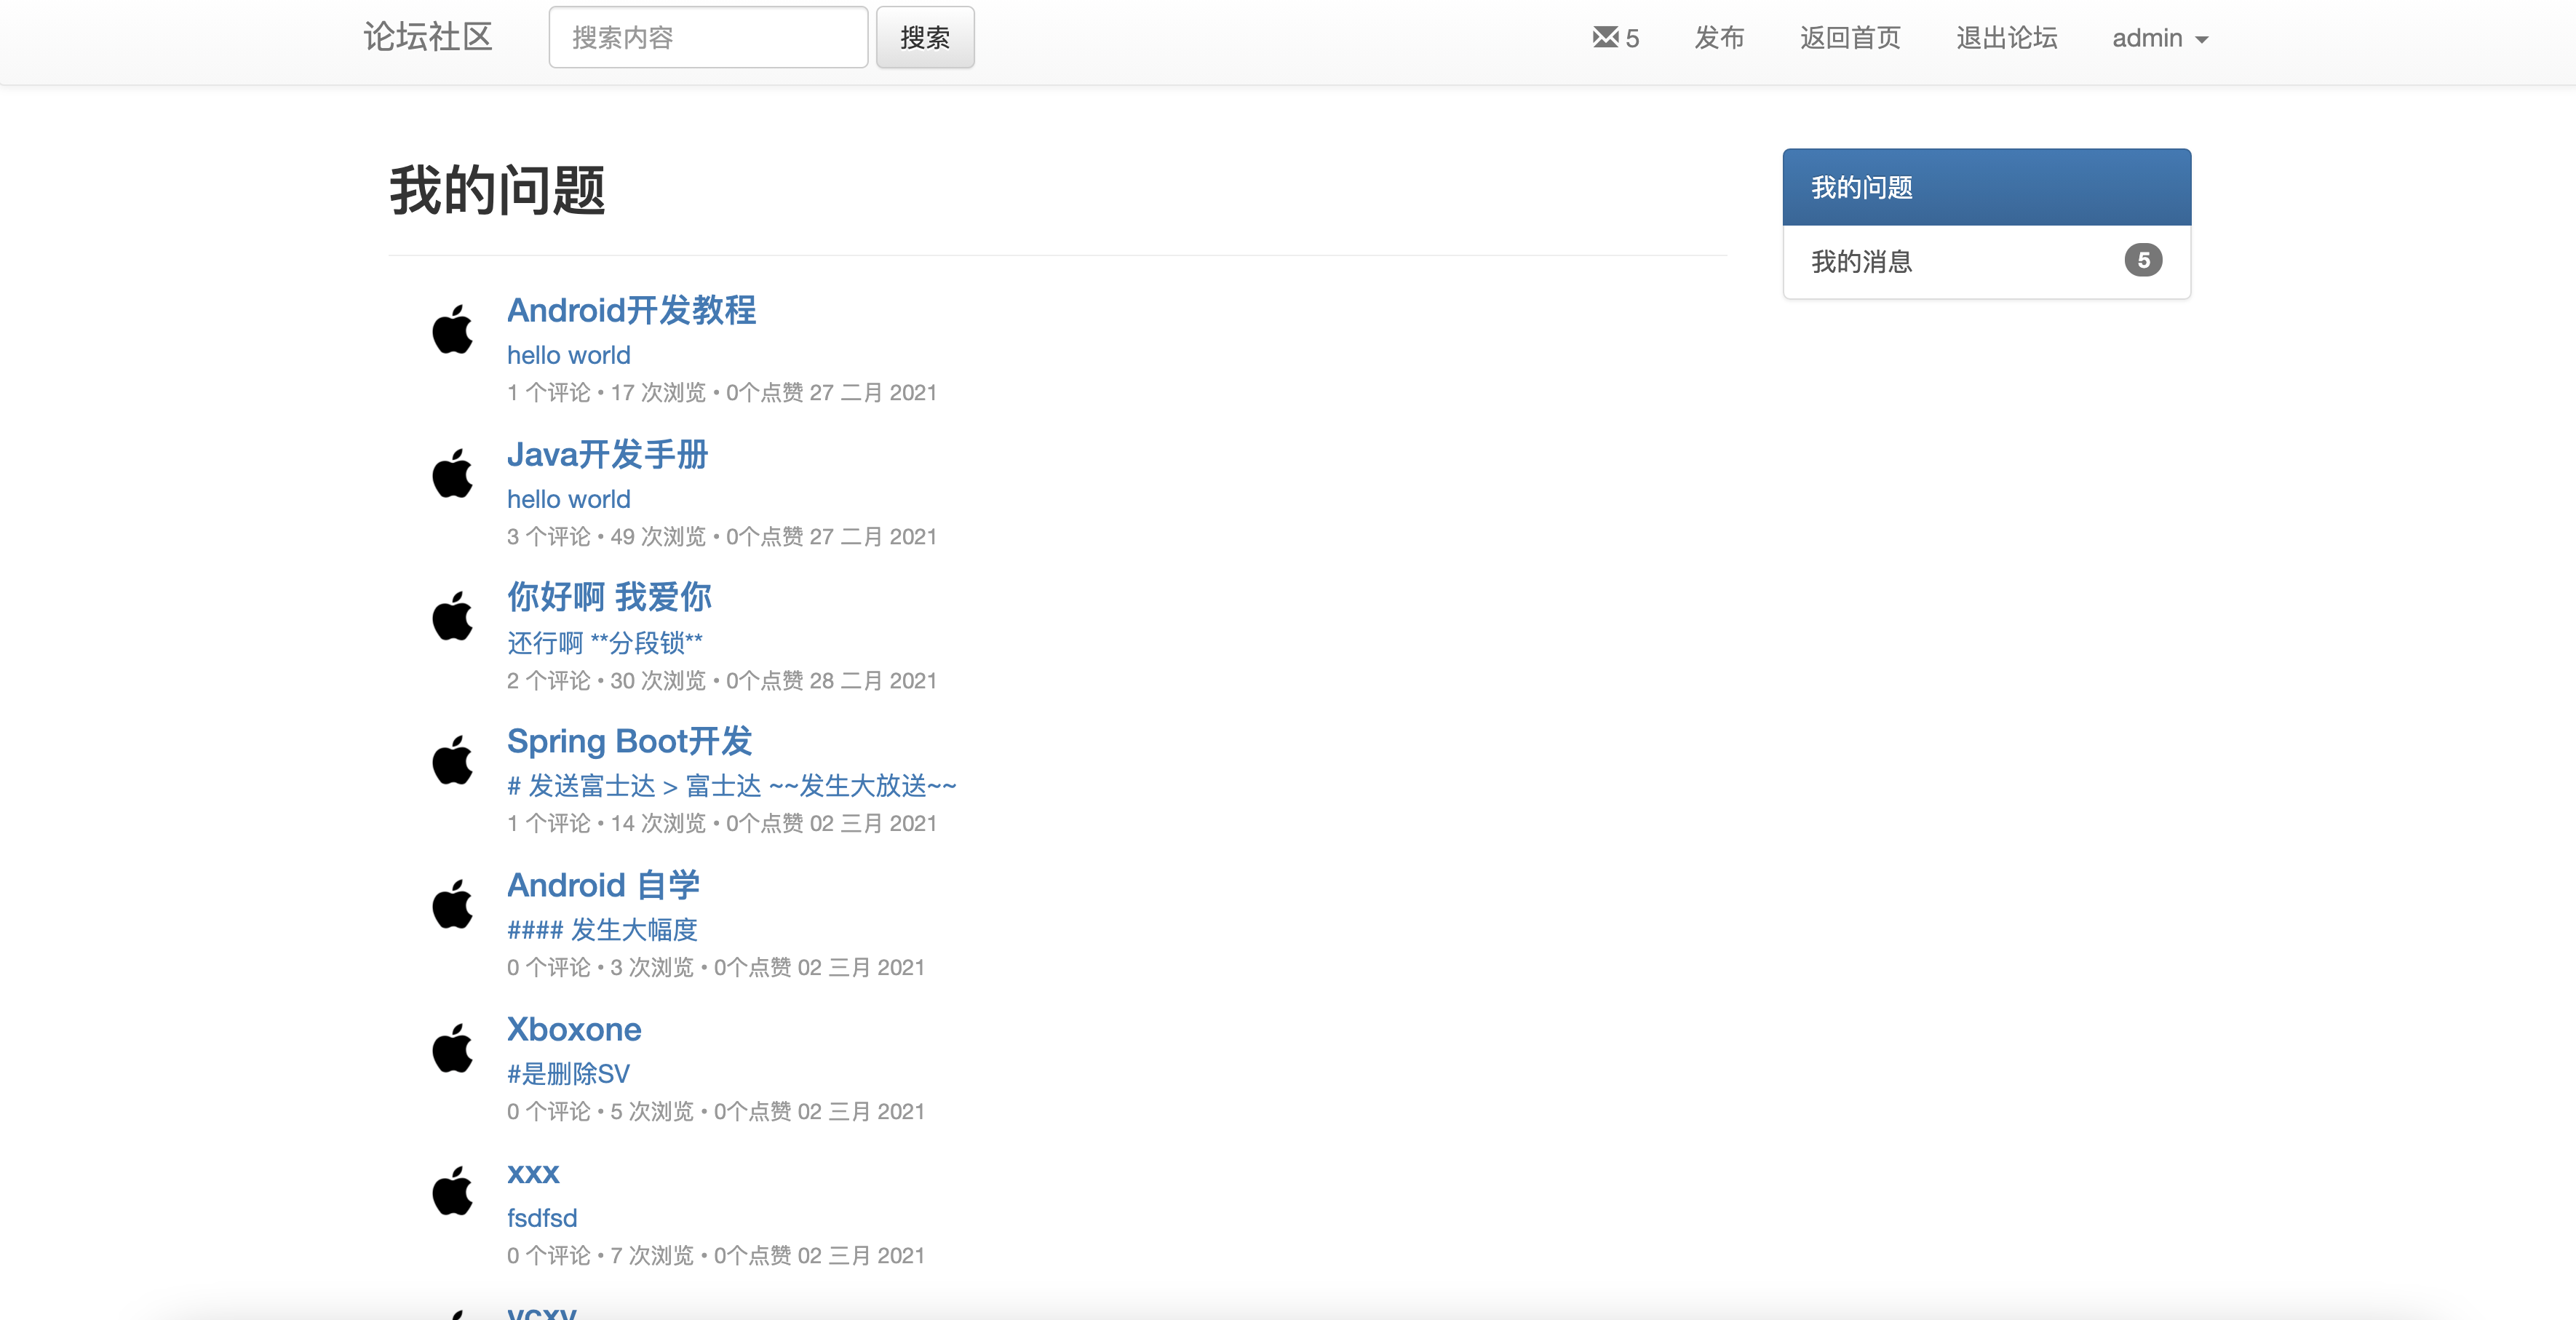 论坛社区 搜索内容 搜索 5 发布 返回首页 退出论坛 admin
我的问题
我的问题
我的消息 5
Android开发教程
hello world
1 个评论 • 17 次浏览 • 0个点赞 27 二月 2021
Java开发手册
hello world
3 个评论 • 49 次浏览 • 0个点赞 27 二月 2021
你好啊 我爱你
还行啊 **分段锁**
2 个评论 • 30 次浏览 • 0个点赞 28 二月 2021
Spring Boot开发
# 发送富士达 > 富士达 ~~发生大放送~~
1 个评论 • 14 次浏览 • 0个点赞 02 三月 2021
Android 自学
#### 发生大幅度
0 个评论 • 3 次浏览 • 0个点赞 02 三月 2021
Xboxone
#是删除SV
0 个评论 • 5 次浏览 • 0个点赞 02 三月 2021
xxx
fsdfsd
0 个评论 • 7 次浏览 • 0个点赞 02 三月 2021